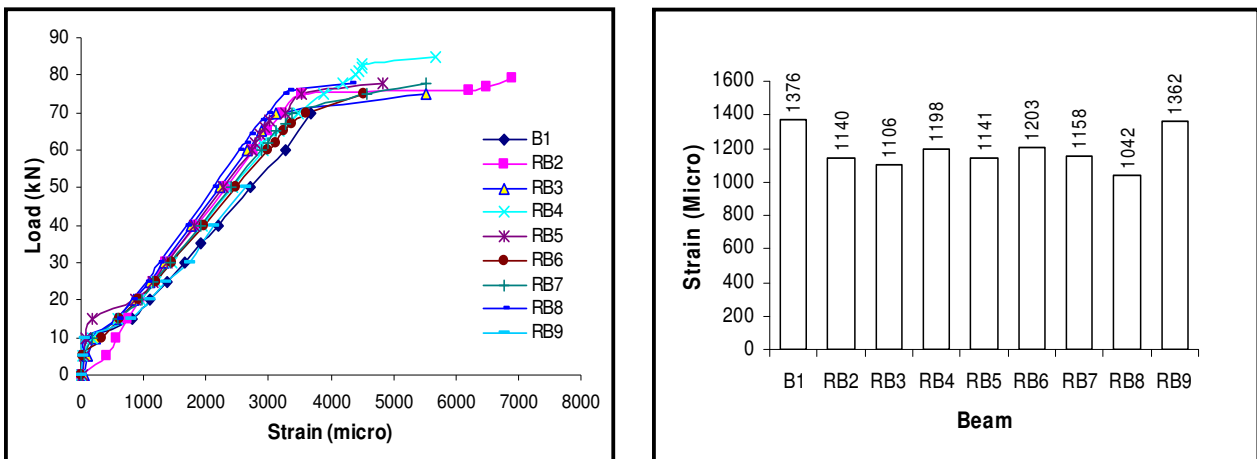 90
80
70
60
50
40
30
20
10
0
Load (kN)
0 1000 2000 3000 4000 5000 6000 7000 8000
Strain (micro)
B1
RB2
RB3
RB4
RB5
RB6
RB7
RB8
RB9
1600
1400
1200
1000
800
600
400
200
0
Strain (Micro)
1376 1140 1106 1198 1141 1203 1158 1042 1362
B1 RB2 RB3 RB4 RB5 RB6 RB7 RB8 RB9
Beam